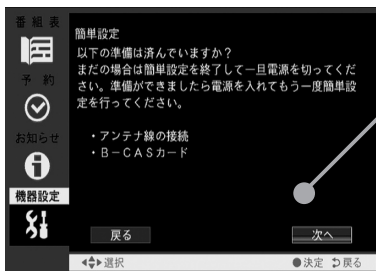 番組表
予約
お知らせ
機器設定
簡単設定
以下の準備は済んでいますか？
まだの場合は簡単設定を終了して一旦電源を切ってくだ
さい。準備ができましたら電源を入れてもう一度簡単設
定を行ってください。
・アンテナ線の接続
・B－CASカード
戻る
次へ
選択
●決定 戻る